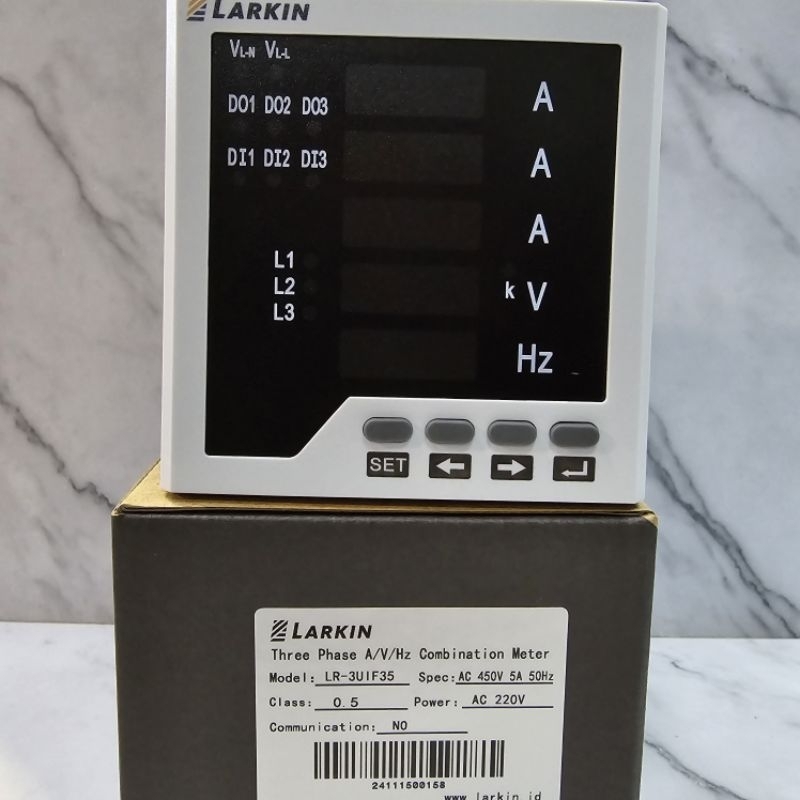 LARKIN
VL-N VL-L
DO1 DO2 DO3 A
DI1 DI2 DI3 A
A
L1
L2 k V
L3
Hz
SET
LARKIN
Three Phase A/V/Hz Combination Meter
Model: LR-3UIF35 Spec: AC 450V 5A 50Hz
Class: 0.5 Power: AC 220V
Communication: NO
24111500158
www.larkin.id